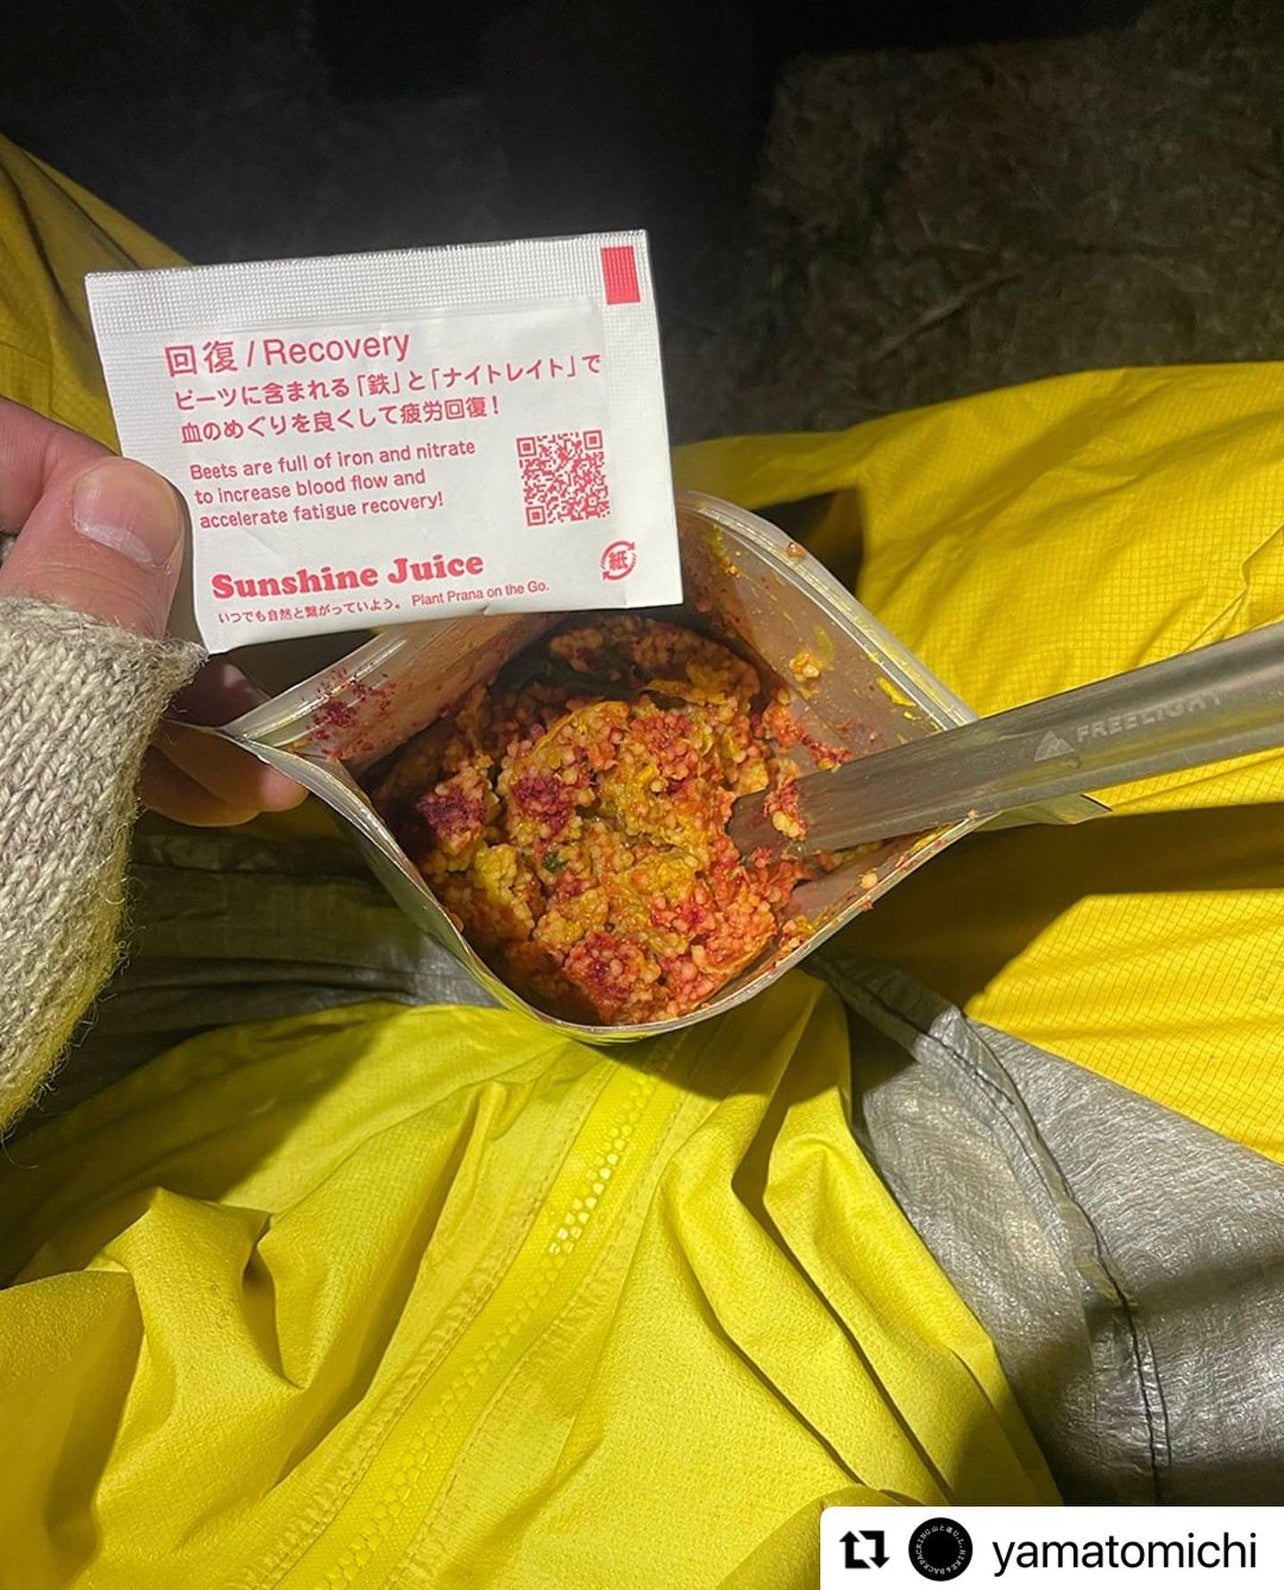 回復 / Recovery
ビーツに含まれる「鉄」と「ナイトレイト」で
血のめぐりを良くして疲労回復！
Beets are full of iron and nitrate
to increase blood flow and
accelerate fatigue recovery!
Sunshine Juice
いつでも自然と繋がっていよう。 Plant Prana on the Go.
紙
FREELIGHT
yamatomichi